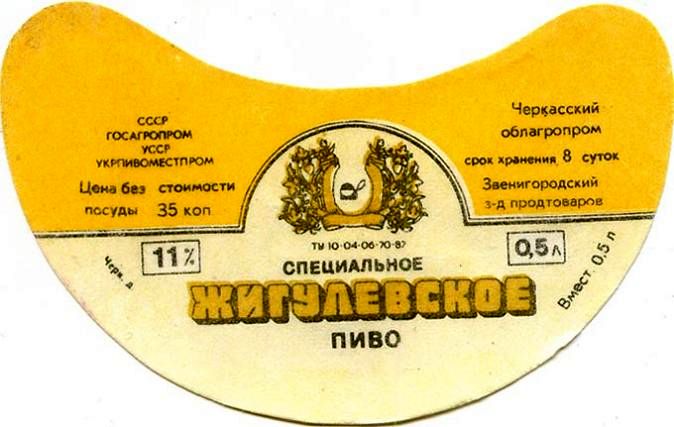 СССР
ГОСАГРОПРОМ
УССР
УКРПИВОМЕСТПРОМ
Цена без стоимости
посуды 35 коп
Черкасский
облагропром
срок хранения 8 суток
Звенигородский
з-д продтоваров
ТУ 10-04-06-70-87
11%
0,5л
Черк. д.
Вмест. 0,5 л
СПЕЦИАЛЬНОЕ
ЖИГУЛЕВСКОЕ
ПИВО